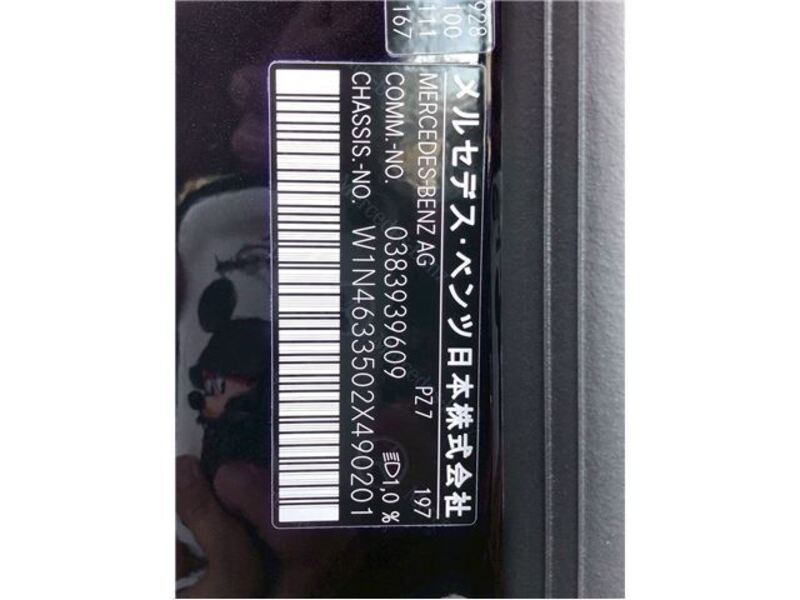 928
100
111
167
メルセデス・ベンツ日本株式会社
MERCEDES-BENZ AG PZ7 197
COMM.-NO. 0383939609 1,0 %
CHASSIS.-NO. W1N4633502X490201